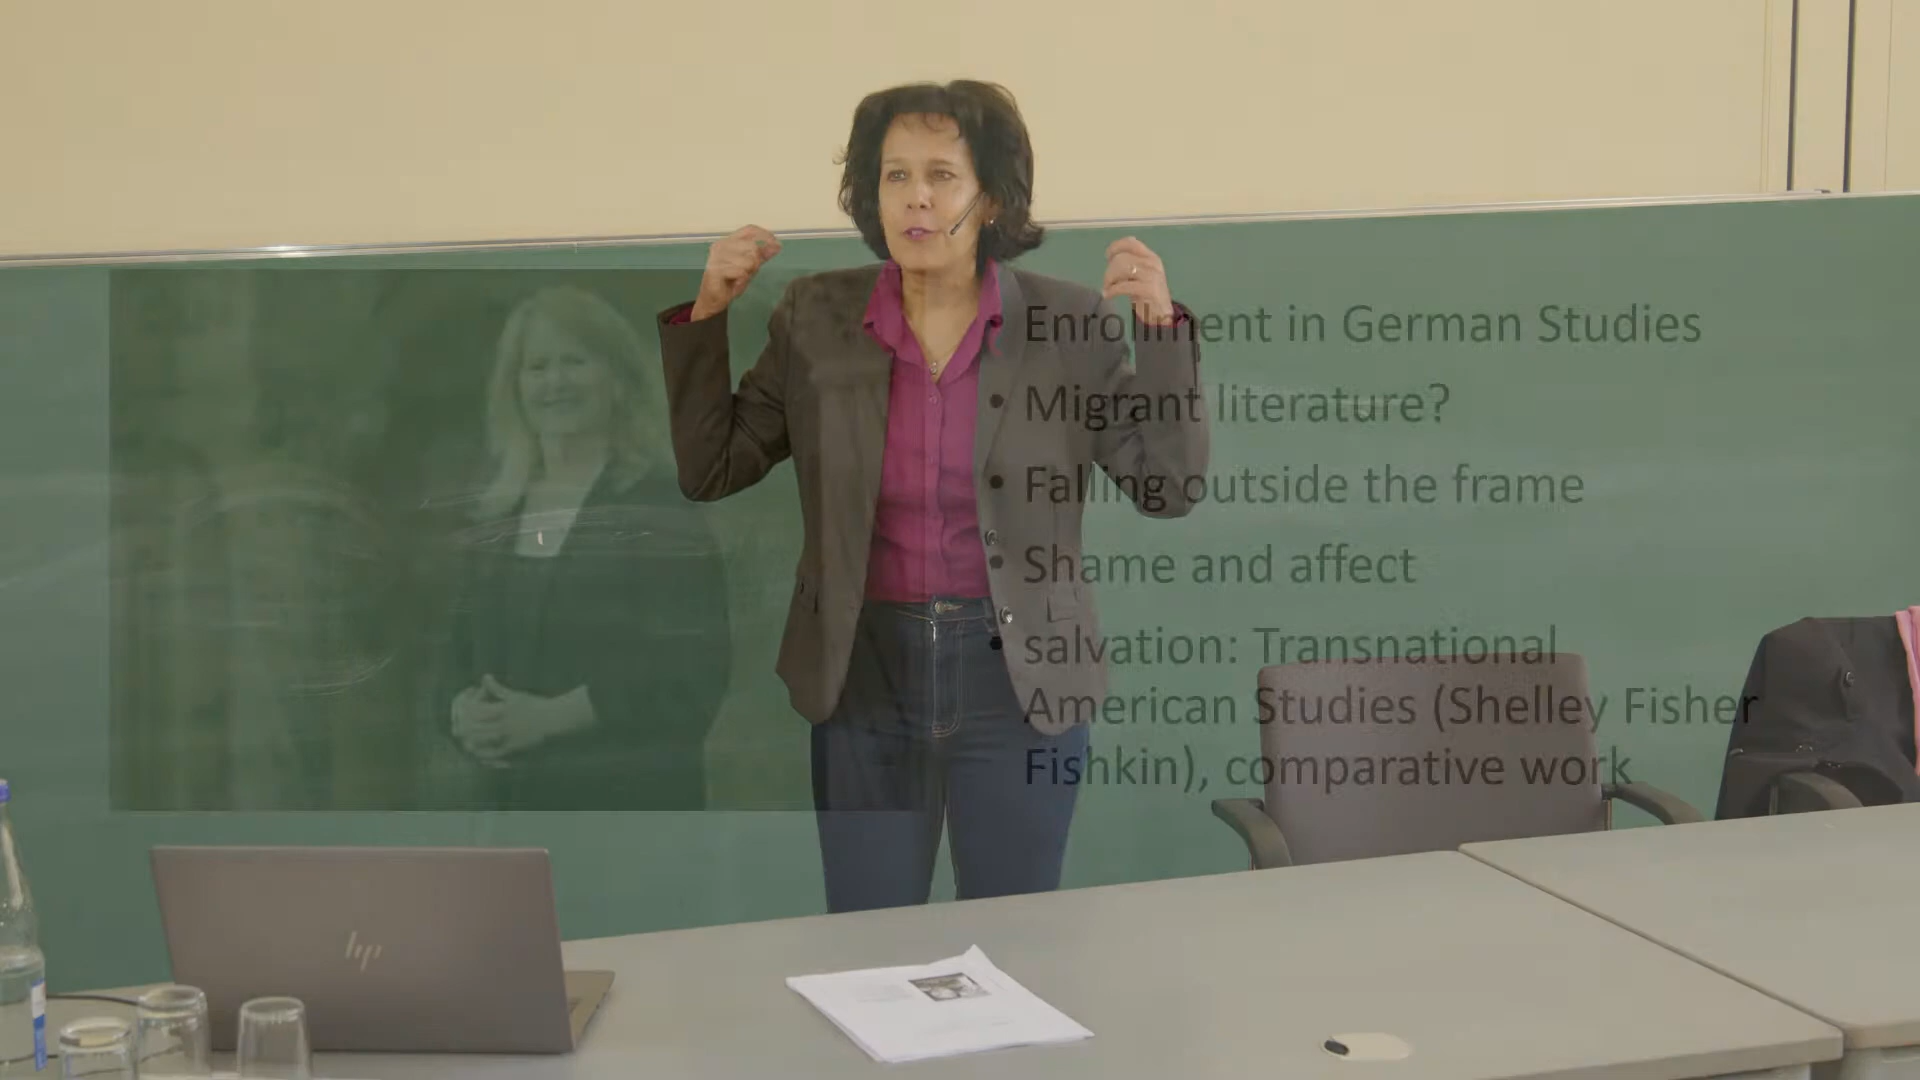 Enrollment in German Studies
• Migrant literature?
• Falling outside the frame
• Shame and affect
• salvation: Transnational
American Studies (Shelley Fisher
Fishkin), comparative work
hp